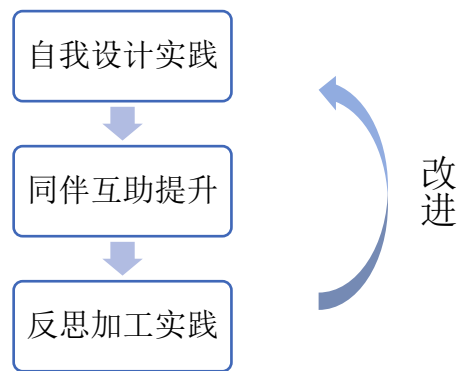 自我设计实践
同伴互助提升
反思加工实践
改
进